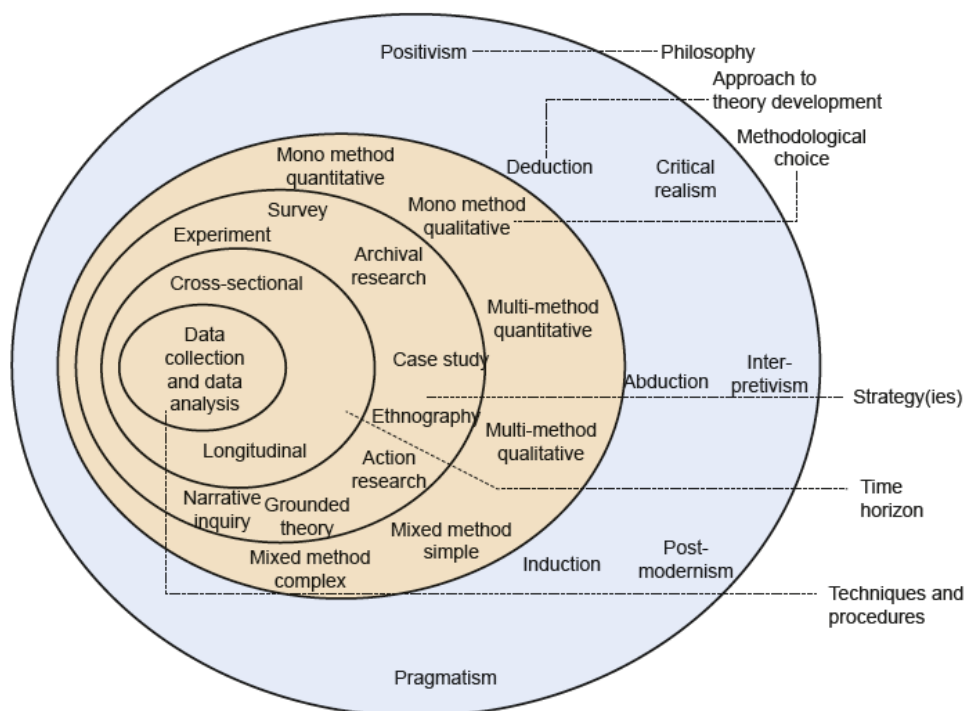 Positivism
Philosophy
Approach to
theory development
Methodological
choice
Mono method
quantitative
Deduction
Critical
realism
Survey
Mono method
qualitative
Experiment
Archival
research
Cross-sectional
Multi-method
quantitative
Data
collection
and data
analysis
Case study
Abduction
Inter-
pretivism
Strategy(ies)
Ethnography
Multi-method
qualitative
Longitudinal
Action
research
Narrative
inquiry
Grounded
theory
Time
horizon
Mixed method
simple
Mixed method
complex
Induction
Post-
modernism
Techniques and
procedures
Pragmatism